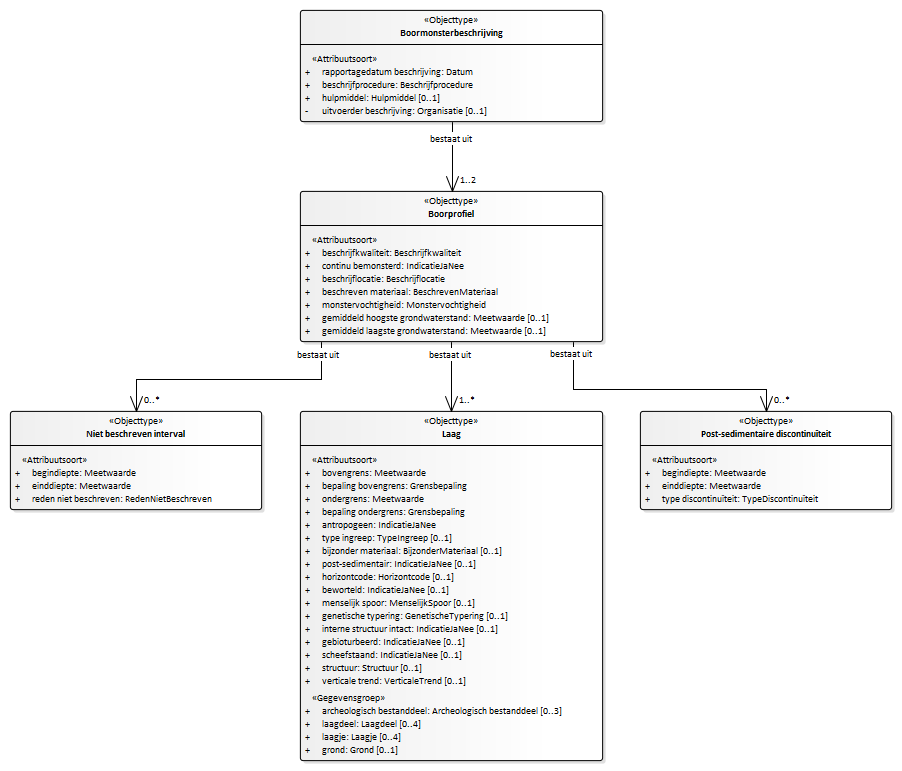 «Objecttype»
Boormonsterbeschrijving
«Attribuutsoort»
+ rapportagedatum beschrijving: Datum
+ beschrijfprocedure: Beschrijfprocedure
+ hulpmiddel: Hulpmiddel [0..1]
- uitvoerder beschrijving: Organisatie [0..1]
bestaat uit
1..2
«Objecttype»
Boorprofiel
«Attribuutsoort»
+ beschrijfkwaliteit: Beschrijfkwaliteit
+ continu bemonsterd: IndicatieJaNee
+ beschrijflocatie: Beschrijflocatie
+ beschreven materiaal: BeschrevenMateriaal
+ monstervochtigheid: Monstervochtigheid
+ gemiddeld hoogste grondwaterstand: Meetwaarde [0..1]
+ gemiddeld laagste grondwaterstand: Meetwaarde [0..1]
bestaat uit
bestaat uit
bestaat uit
0..*
1..*
0..*
«Objecttype»
Niet beschreven interval
«Attribuutsoort»
+ begindiepte: Meetwaarde
+ einddiepte: Meetwaarde
+ reden niet beschreven: RedenNietBeschreven
«Objecttype»
Laag
«Attribuutsoort»
+ bovengrens: Meetwaarde
+ bepaling bovengrens: Grensbepaling
+ ondergrens: Meetwaarde
+ bepaling ondergrens: Grensbepaling
+ antropogeen: IndicatieJaNee
+ type ingreep: TypeIngreep [0..1]
+ bijzonder materiaal: BijzonderMateriaal [0..1]
+ post-sedimentair: IndicatieJaNee [0..1]
+ horizontcode: Horizontcode [0..1]
+ beworteld: IndicatieJaNee [0..1]
+ menselijk spoor: MenselijkSpoor [0..1]
+ genetische typering: GenetischeTypering [0..1]
+ interne structuur intact: IndicatieJaNee [0..1]
+ gebioturbeerd: IndicatieJaNee [0..1]
+ scheefstaand: IndicatieJaNee [0..1]
+ structuur: Structuur [0..1]
+ verticale trend: VerticaleTrend [0..1]
«Gegevensgroep»
+ archeologisch bestanddeel: Archeologisch bestanddeel [0..3]
+ laagdeel: Laagdeel [0..4]
+ laagje: Laagje [0..4]
+ grond: Grond [0..1]
«Objecttype»
Post-sedimentaire discontinuïteit
«Attribuutsoort»
+ begindiepte: Meetwaarde
+ einddiepte: Meetwaarde
+ type discontinuïteit: TypeDiscontinuïteit